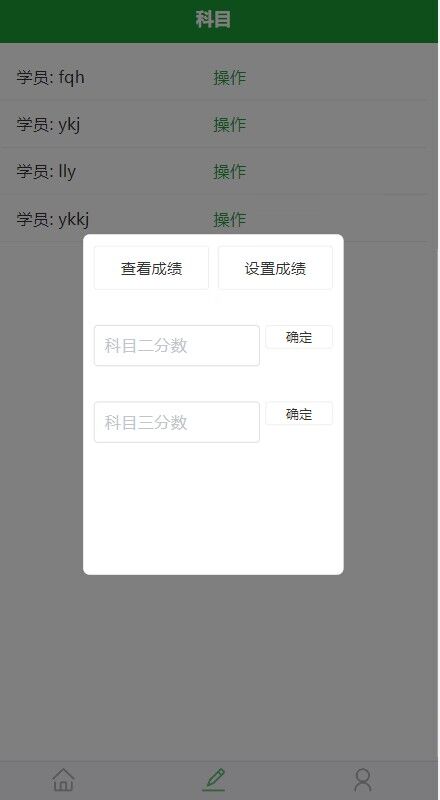 科目
学员: fqh 操作
学员: ykj 操作
学员: lly 操作
学员: ykkj 操作
查看成绩 设置成绩
科目二分数 确定
科目三分数 确定